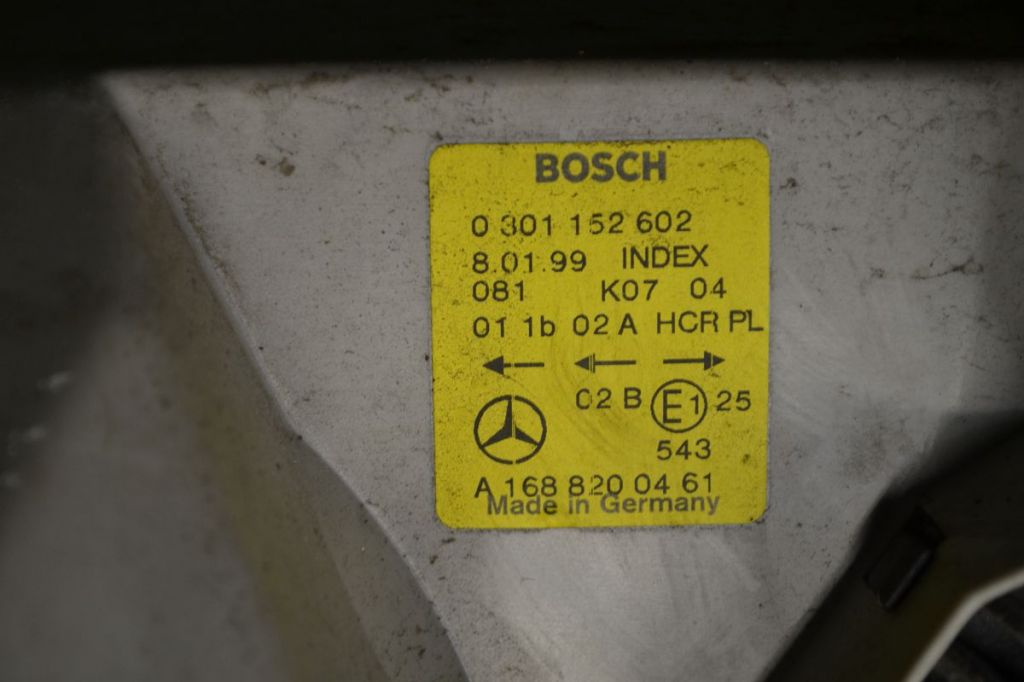 BOSCH
0 301 152 602
8.01.99 INDEX
081 K07 04
01 1b 02 A HCR PL
02 B E1 25
543
A 168 820 04 61
Made in Germany